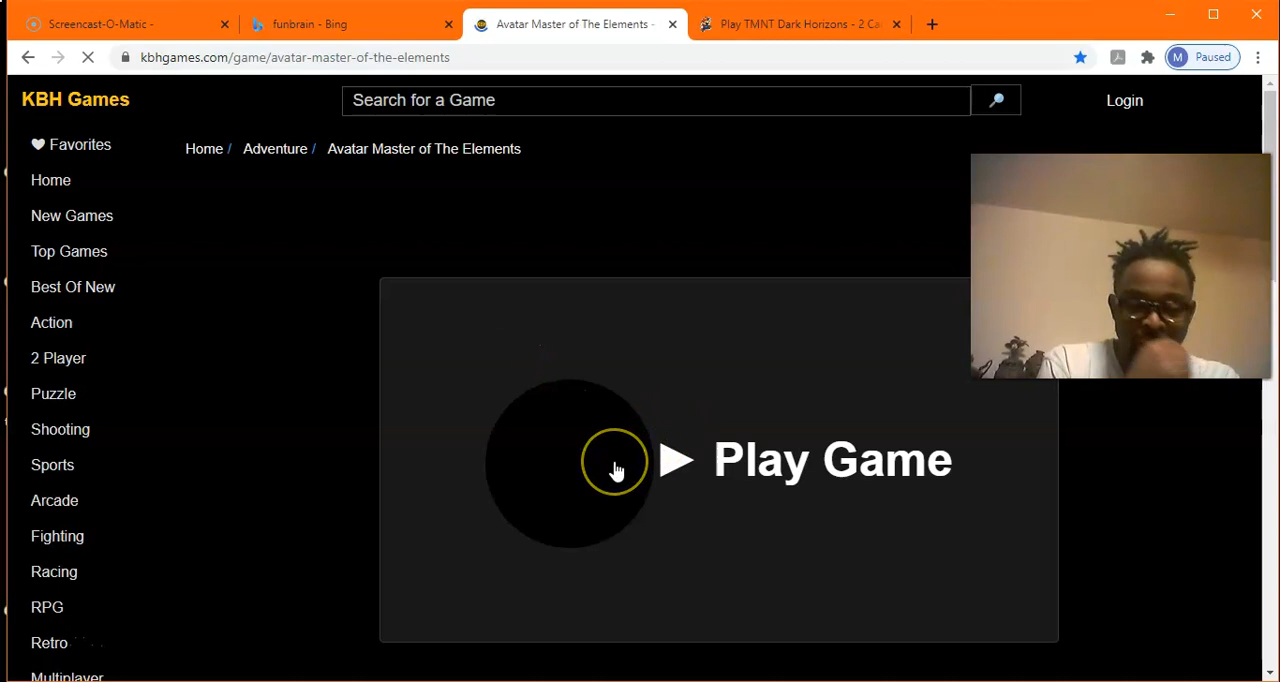 Screencast-O-Matic -
funbrain - Bing
Avatar Master of The Elements -
Play TMNT Dark Horizons - 2 Ca
kbhgames.com/game/avatar-master-of-the-elements
M Paused
KBH Games
Search for a Game
Login
Favorites
Home / Adventure / Avatar Master of The Elements
Home
New Games
Top Games
Best Of New
Action
2 Player
Puzzle
Shooting
Sports
Arcade
Fighting
Racing
RPG
Retro
Multiplayer
Play Game